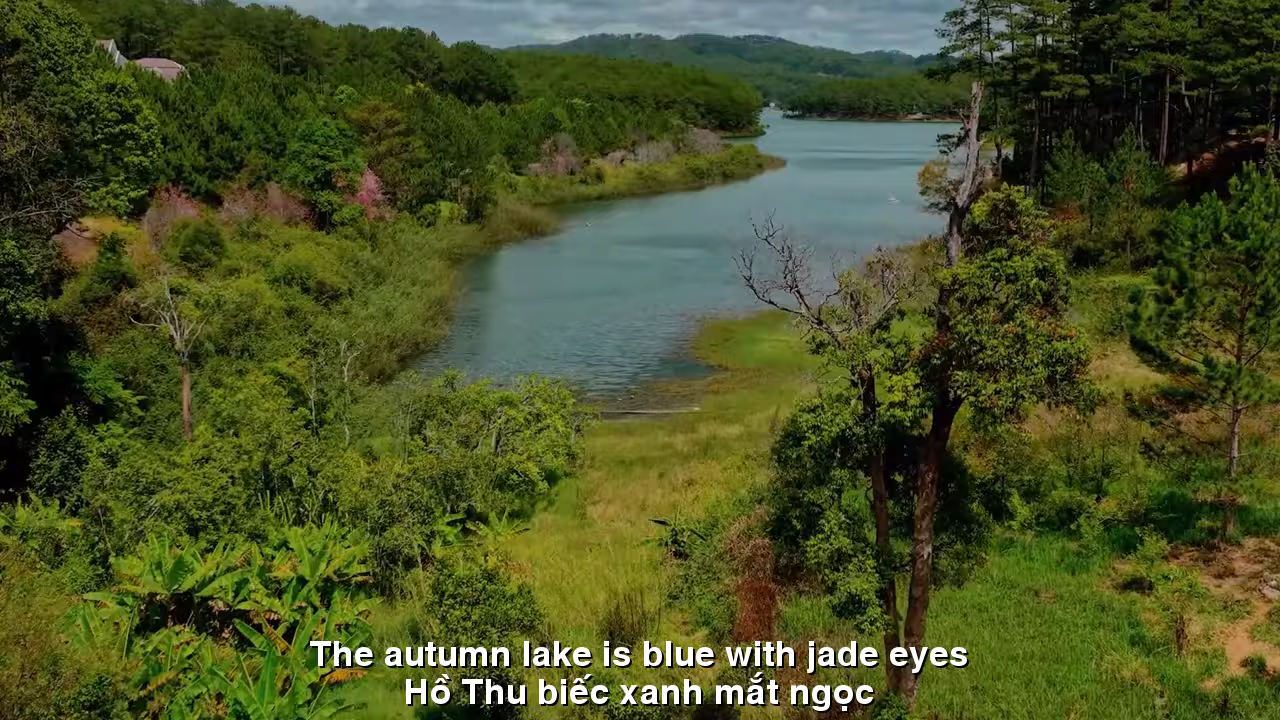 The autumn lake is blue with jade eyes
Hồ Thu biếc xanh mắt ngọc